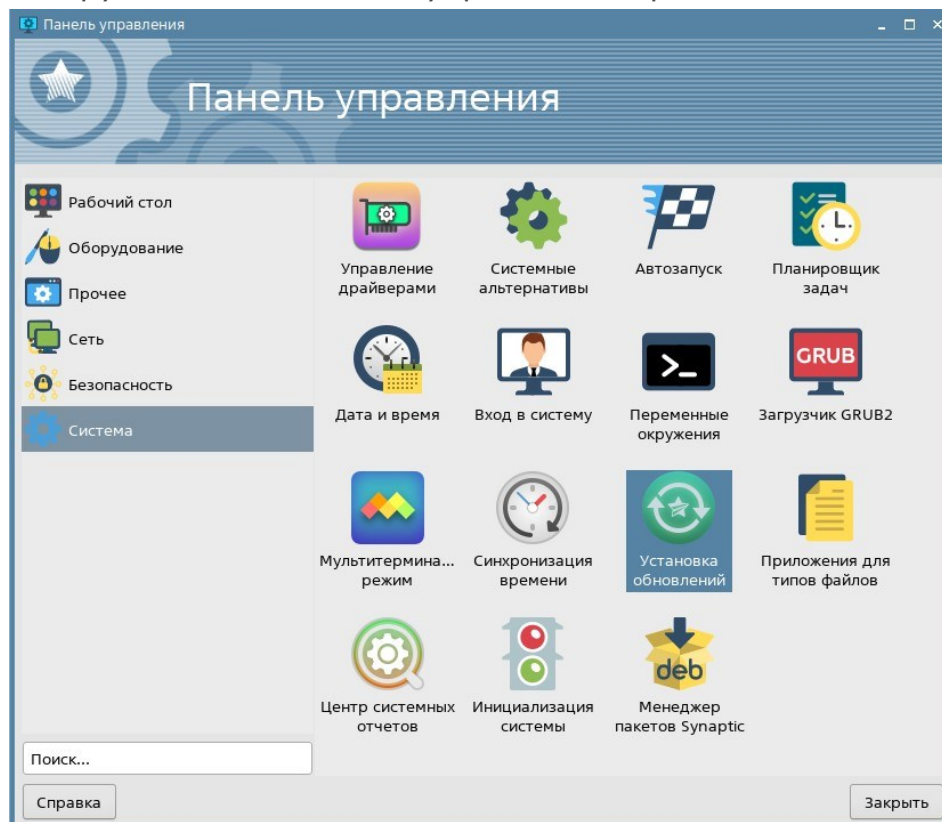 Панель управления
Панель управления
Рабочий стол
Оборудование
Прочее
Сеть
Безопасность
Система
Управление
драйверами
Системные
альтернативы
Автозапуск
Планировщик
задач
Дата и время
Вход в систему
Переменные
окружения
GRUB
Загрузчик GRUB2
Мультитермина...
режим
Синхронизация
времени
Установка
обновлений
Приложения для
типов файлов
Центр системных
отчетов
Инициализация
системы
deb
Менеджер
пакетов Synaptic
Поиск...
Справка
Закрыть